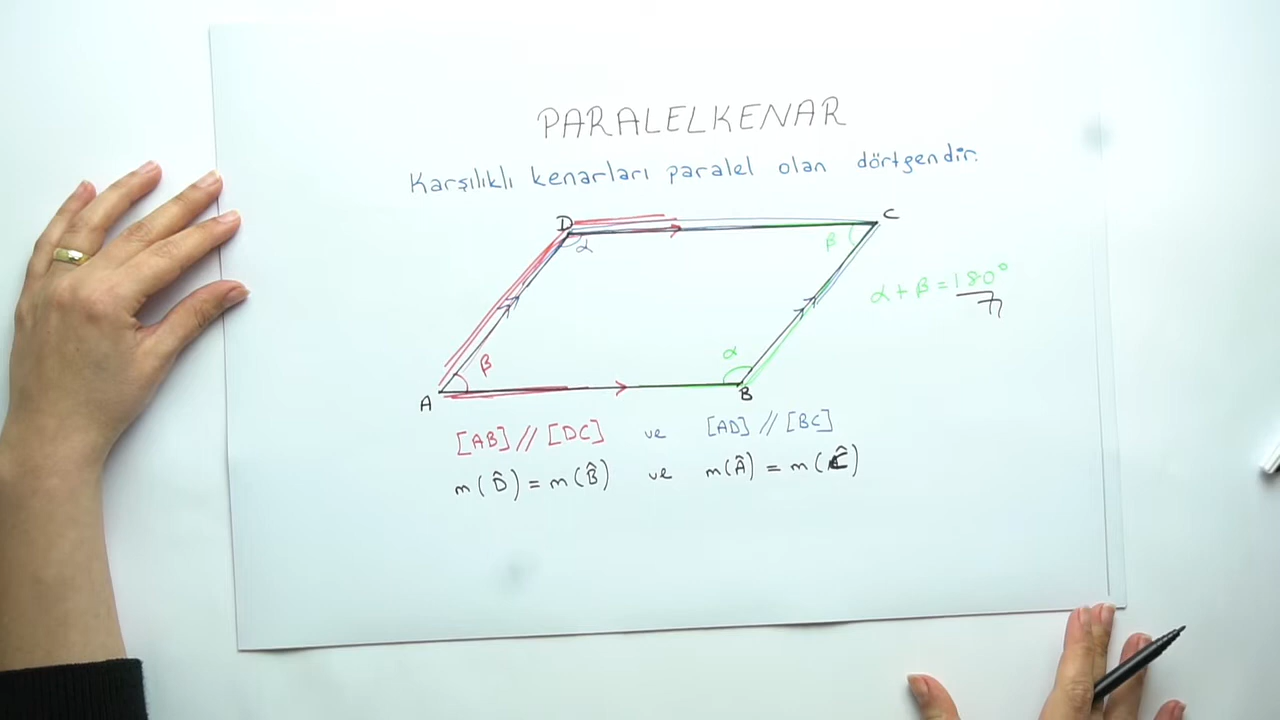 PARALELKENAR
Karşılıklı kenarları paralel olan dörtgendir.
D
C
α
β
α + β = 180°
β
α
A
B
[AB] // [DC] ve [AD] // [BC]
m(D̂) = m(B̂) ve m(Â) = m(Ĉ)